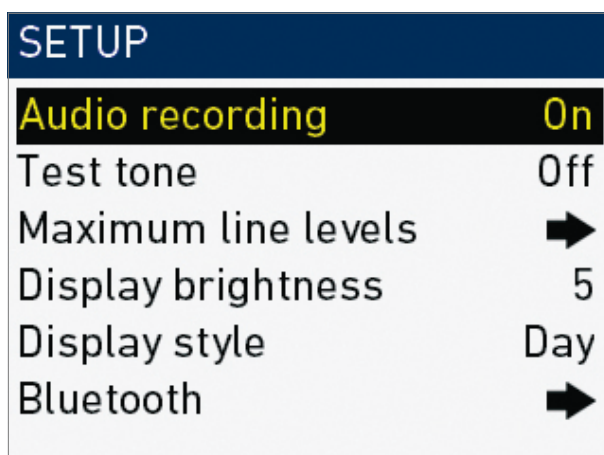 SETUP
Audio recording On
Test tone Off
Maximum line levels
Display brightness 5
Display style Day
Bluetooth